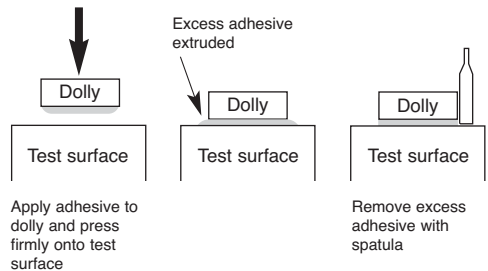 Excess adhesive
extruded
Dolly
Dolly
Dolly
Test surface
Test surface
Test surface
Apply adhesive to
dolly and press
firmly onto test
surface
Remove excess
adhesive with
spatula